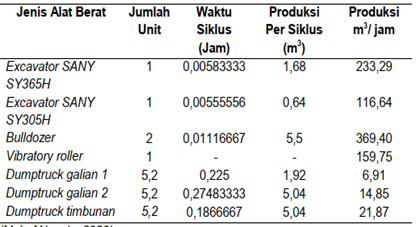 Jenis Alat Berat Jumlah Waktu Produksi Produksi
Unit Siklus Per Siklus m³/ jam
(Jam) (m³)
Excavator SANY 1 0,00583333 1,68 233,29
SY365H
Excavator SANY 1 0,00555556 0,64 116,64
SY305H
Bulldozer 2 0,01116667 5,5 369,40
Vibratory roller 1 - - 159,75
Dumptruck galian 1 5,2 0,225 1,92 6,91
Dumptruck galian 2 5,2 0,27483333 5,04 14,85
Dumptruck timbunan 5,2 0,1866667 5,04 21,87